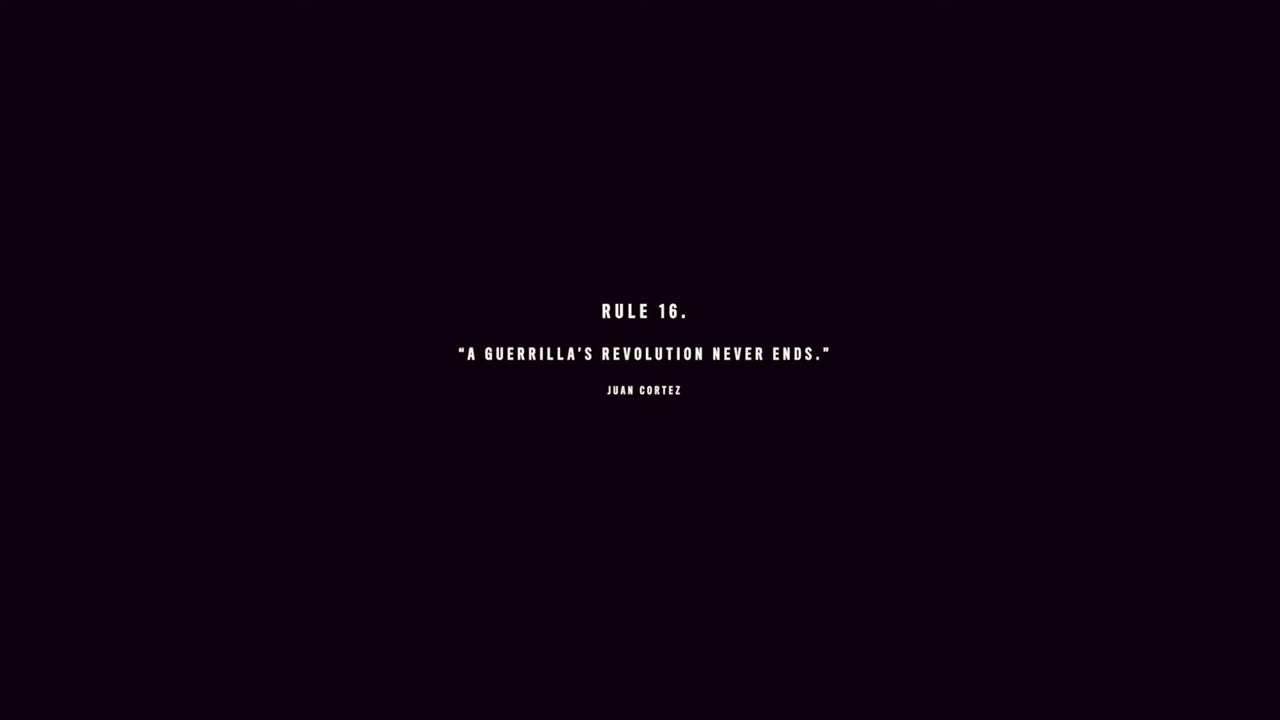 RULE 16.
“A GUERRILLA’S REVOLUTION NEVER ENDS.”
JUAN CORTEZ